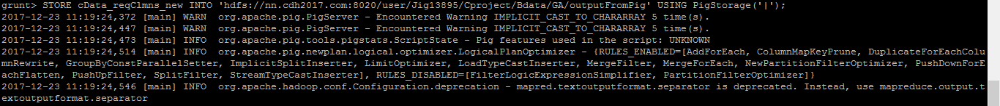 grunt> STORE cData_reqClmns_new INTO 'hdfs://nn.cdh2017.com:8020/user/Jig13895/Cproject/Bdata/GA/outputFromPig' USING PigStorage('|');
2017-12-23 11:19:24,372 [main] WARN  org.apache.pig.PigServer - Encountered Warning IMPLICIT_CAST_TO_CHARARRAY 5 time(s).
2017-12-23 11:19:24,447 [main] WARN  org.apache.pig.PigServer - Encountered Warning IMPLICIT_CAST_TO_CHARARRAY 5 time(s).
2017-12-23 11:19:24,473 [main] INFO  org.apache.pig.tools.pigstats.ScriptState - Pig features used in the script: UNKNOWN
2017-12-23 11:19:24,514 [main] INFO  org.apache.pig.newplan.logical.optimizer.LogicalPlanOptimizer - {RULES_ENABLED=[AddForEach, ColumnMapKeyPrune, DuplicateForEachColu
mnRewrite, GroupByConstParallelSetter, ImplicitSplitInserter, LimitOptimizer, LoadTypeCastInserter, MergeFilter, MergeForEach, NewPartitionFilterOptimizer, PushDownForE
eachFlatten, PushUpFilter, SplitFilter, StreamTypeCastInserter], RULES_DISABLED=[FilterLogicExpressionSimplifier, PartitionFilterOptimizer]}
2017-12-23 11:19:24,546 [main] INFO  org.apache.hadoop.conf.Configuration.deprecation - mapred.textoutputformat.separator is deprecated. Instead, use mapreduce.output.t
extoutputformat.separator